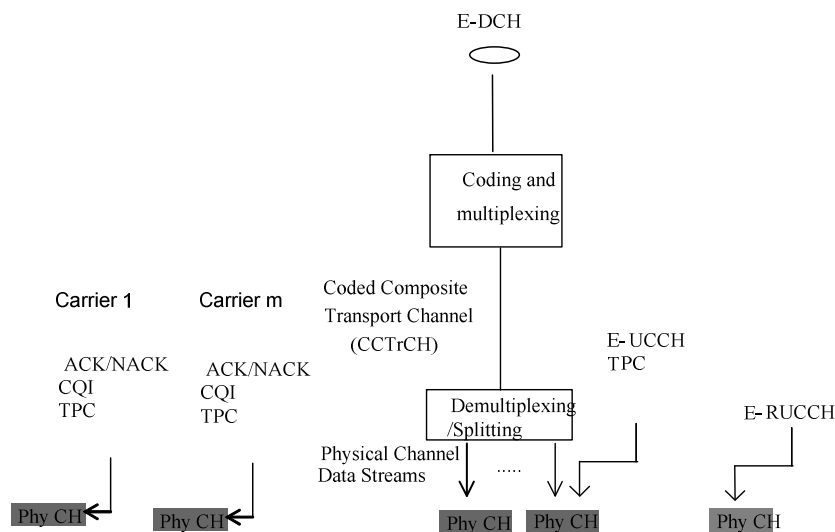 E-DCH
Coding and
multiplexing
Carrier 1
Carrier m
Coded Composite
Transport Channel
(CCTrCH)
ACK/NACK
CQI
TPC
ACK/NACK
CQI
TPC
E-UCCH
TPC
E-RUCCH
Demultiplexing
/Splitting
Physical Channel
Data Streams
.....
Phy CH
Phy CH
Phy CH
Phy CH
Phy CH